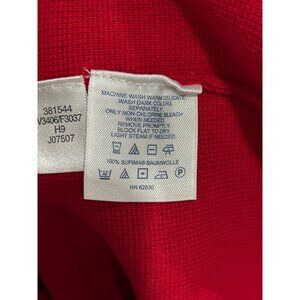 381544
V3406/F3037
H9
J07507
MACHINE WASH WARM DELICATE
WASH DARK COLORS
SEPARATELY.
ONLY NON-CHLORINE BLEACH
WHEN NEEDED.
REMOVE PROMPTLY.
BLOCK FLAT TO DRY.
LIGHT STEAM IF NEEDED.
100% SUPIMA®-BAUMWOLLE
RN 62830